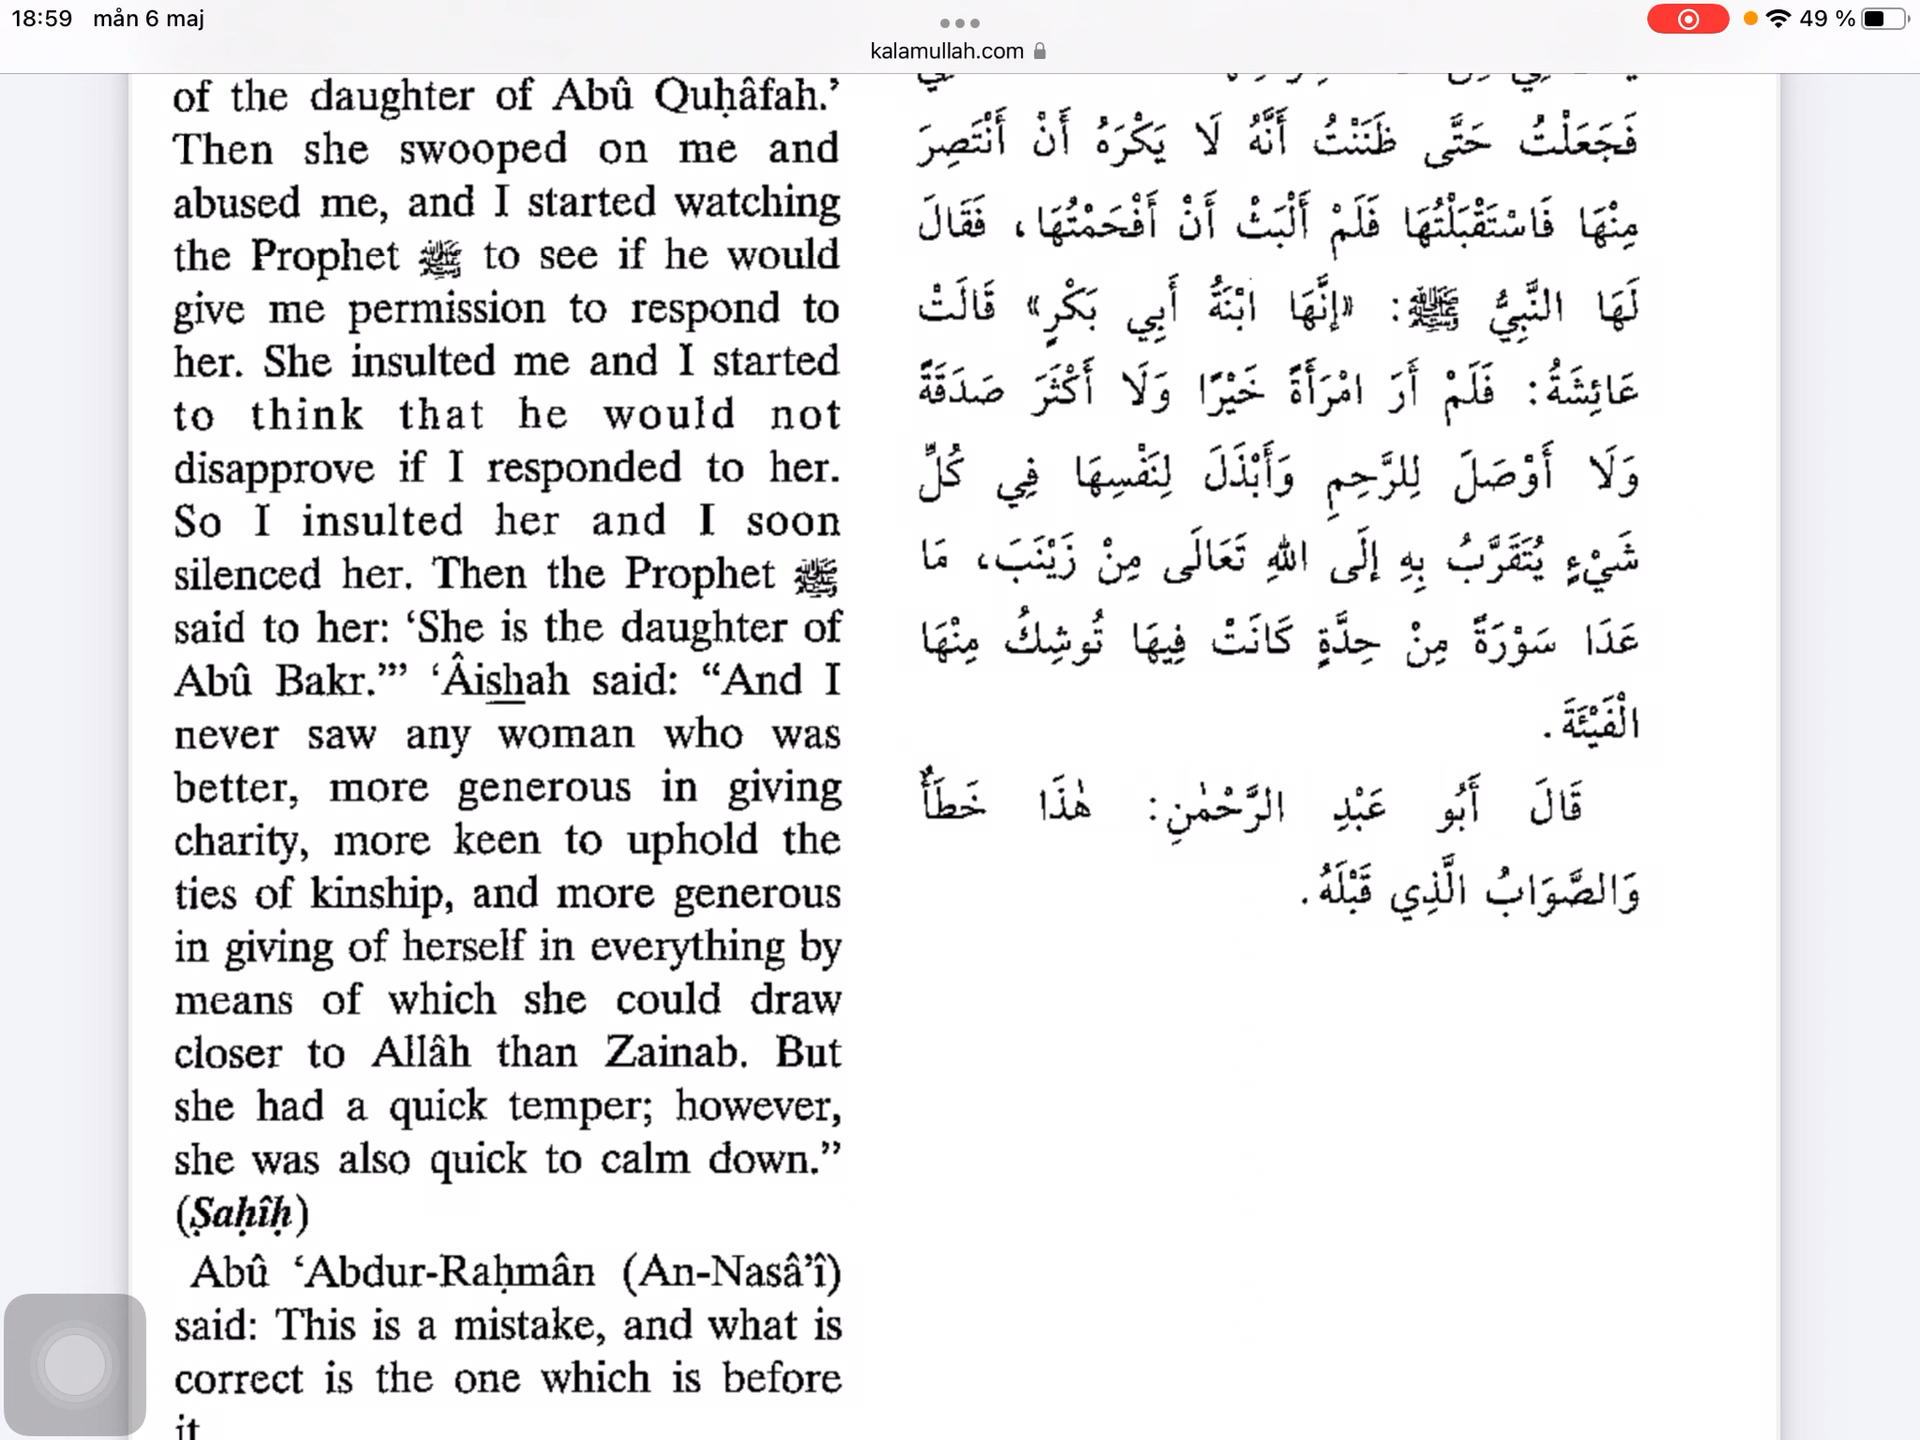 18:59 mån 6 maj
49 %
kalamullah.com
of the daughter of Abû Quḥâfah.’
Then she swooped on me and
abused me, and I started watching
the Prophet ﷺ to see if he would
give me permission to respond to
her. She insulted me and I started
to think that he would not
disapprove if I responded to her.
So I insulted her and I soon
silenced her. Then the Prophet ﷺ
said to her: ‘She is the daughter of
Abû Bakr.”’ ‘Âishah said: “And I
never saw any woman who was
better, more generous in giving
charity, more keen to uphold the
ties of kinship, and more generous
in giving of herself in everything by
means of which she could draw
closer to Allâh than Zainab. But
she had a quick temper; however,
she was also quick to calm down.”
(Ṣaḥîḥ)
Abû ‘Abdur-Raḥmân (An-Nasâ’î)
said: This is a mistake, and what is
correct is the one which is before
it
فَجَعَلْتُ حَتَّى ظَنَنْتُ أَنَّهُ لَا يَكْرَهُ أَنْ أَنْتَصِرَ
مِنْهَا فَاسْتَقْبَلْتُهَا فَلَمْ أَلْبَثْ أَنْ أَفْحَمْتُهَا، فَقَالَ
لَهَا النَّبِيُّ ﷺ: «إِنَّهَا ابْنَةُ أَبِي بَكْرٍ» قَالَتْ
عَائِشَةُ: فَلَمْ أَرَ امْرَأَةً خَيْرًا وَلَا أَكْثَرَ صَدَقَةً
وَلَا أَوْصَلَ لِلرَّحِمِ وَأَبْذَلَ لِنَفْسِهَا فِي كُلِّ
شَيْءٍ يُتَقَرَّبُ بِهِ إِلَى اللهِ تَعَالَى مِنْ زَيْنَبَ، مَا
عَدَا سَوْرَةً مِنْ حِدَّةٍ كَانَتْ فِيهَا تُوشِكُ مِنْهَا
الْفَيْئَةَ.
قَالَ أَبُو عَبْدِ الرَّحْمٰنِ: هٰذَا خَطَأٌ
وَالصَّوَابُ الَّذِي قَبْلَهُ.